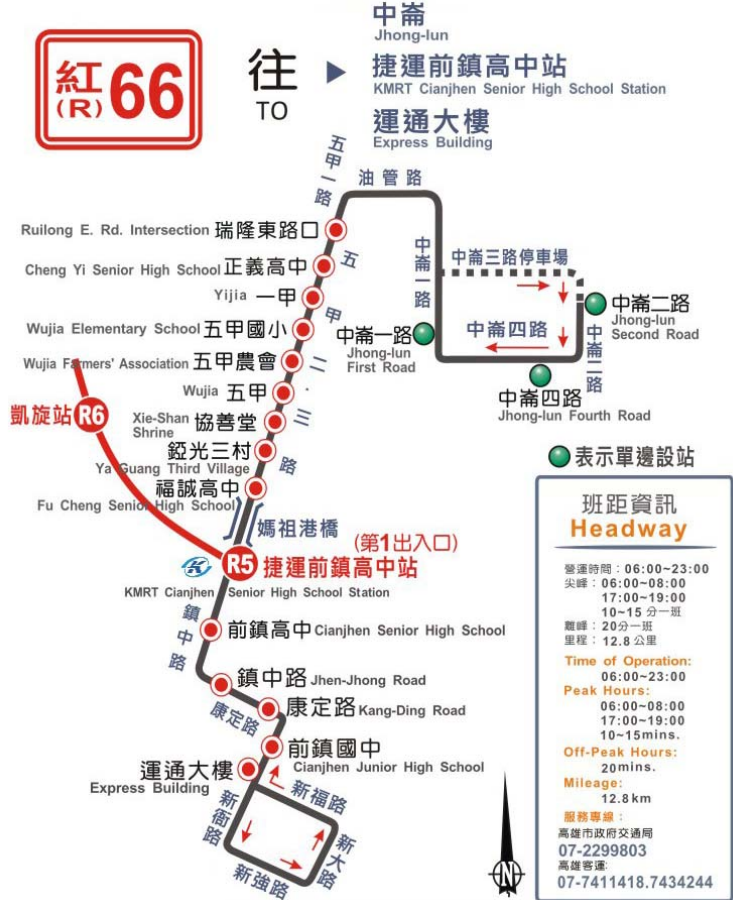 紅
(R)
66
往
TO
中崙
Jhong-lun
捷運前鎮高中站
KMRT Cianjhen Senior High School Station
運通大樓
Express Building
五甲一路
油管路
Ruilong E. Rd. Intersection 瑞隆東路口
Cheng Yi Senior High School 正義高中
Yijia 一甲
Wujia Elementary School 五甲國小
Wujia Farmers' Association 五甲農會
Wujia 五甲
Xie-Shan
Shrine
協善堂
鋁光三村
Ya Guang Third Village
福誠高中
Fu Cheng Senior High School
五甲二．三路
中崙一路
中崙三路停車場
中崙二路
Jhong-lun
Second Road
中崙一路
Jhong-lun
First Road
中崙四路
中崙二路
中崙四路
Jhong-lun Fourth Road
凱旋站 R6
媽祖港橋
(第1出入口)
R5 捷運前鎮高中站
KMRT Cianjhen Senior High School Station
鎮中路
前鎮高中 Cianjhen Senior High School
鎮中路 Jhen-Jhong Road
康定路
康定路 Kang-Ding Road
前鎮國中
Cianjhen Junior High School
運通大樓
Express Building
新衙路
新福路
新大路
新強路
N
表示單邊設站
班距資訊
Headway
營運時間：06:00~23:00
尖峰：06:00~08:00
17:00~19:00
10~15 分一班
離峰：20分一班
里程：12.8 公里
Time of Operation:
06:00~23:00
Peak Hours:
06:00~08:00
17:00~19:00
10~15mins.
Off-Peak Hours:
20mins.
Mileage:
12.8km
服務專線：
高雄市政府交通局
07-2299803
高雄客運:
07-7411418.7434244